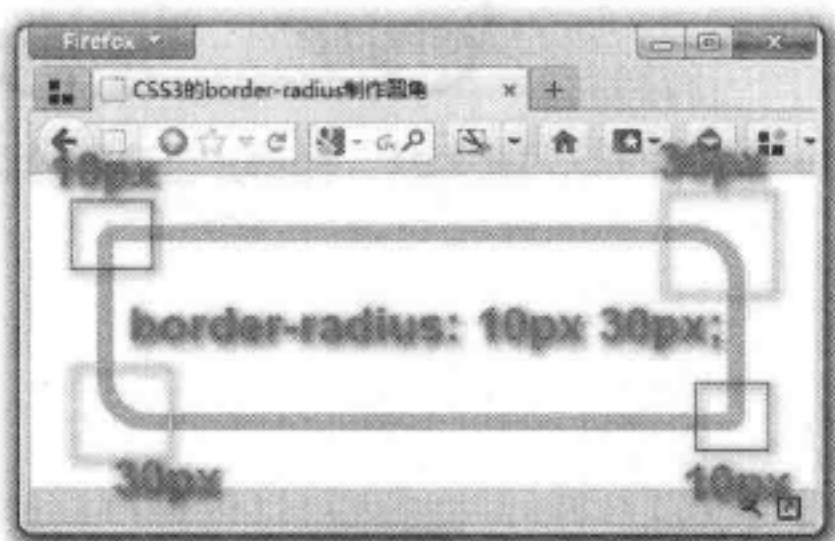 Firefox
CSS3的border-radius制作圆角
10px
30px
border-radius: 10px 30px;
30px
10px